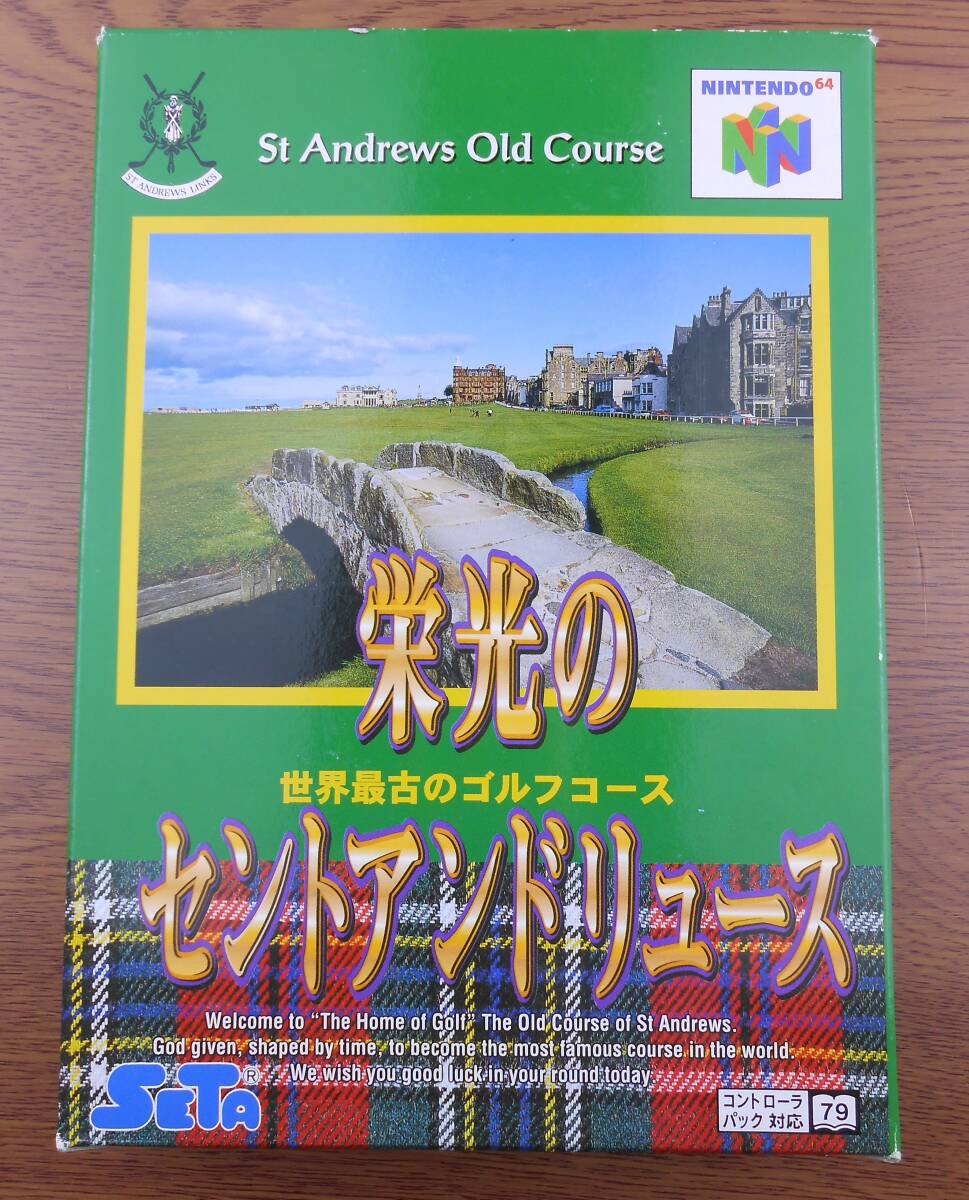 NINTENDO 64
St Andrews Old Course
ST ANDREWS LINKS
栄光の
世界最古のゴルフコース
セントアンドリュース
Welcome to “The Home of Golf” The Old Course of St Andrews.
God given, shaped by time, to become the most famous course in the world.
We wish you good luck in your round today.
SETA®
コントローラ
パック 対応
79